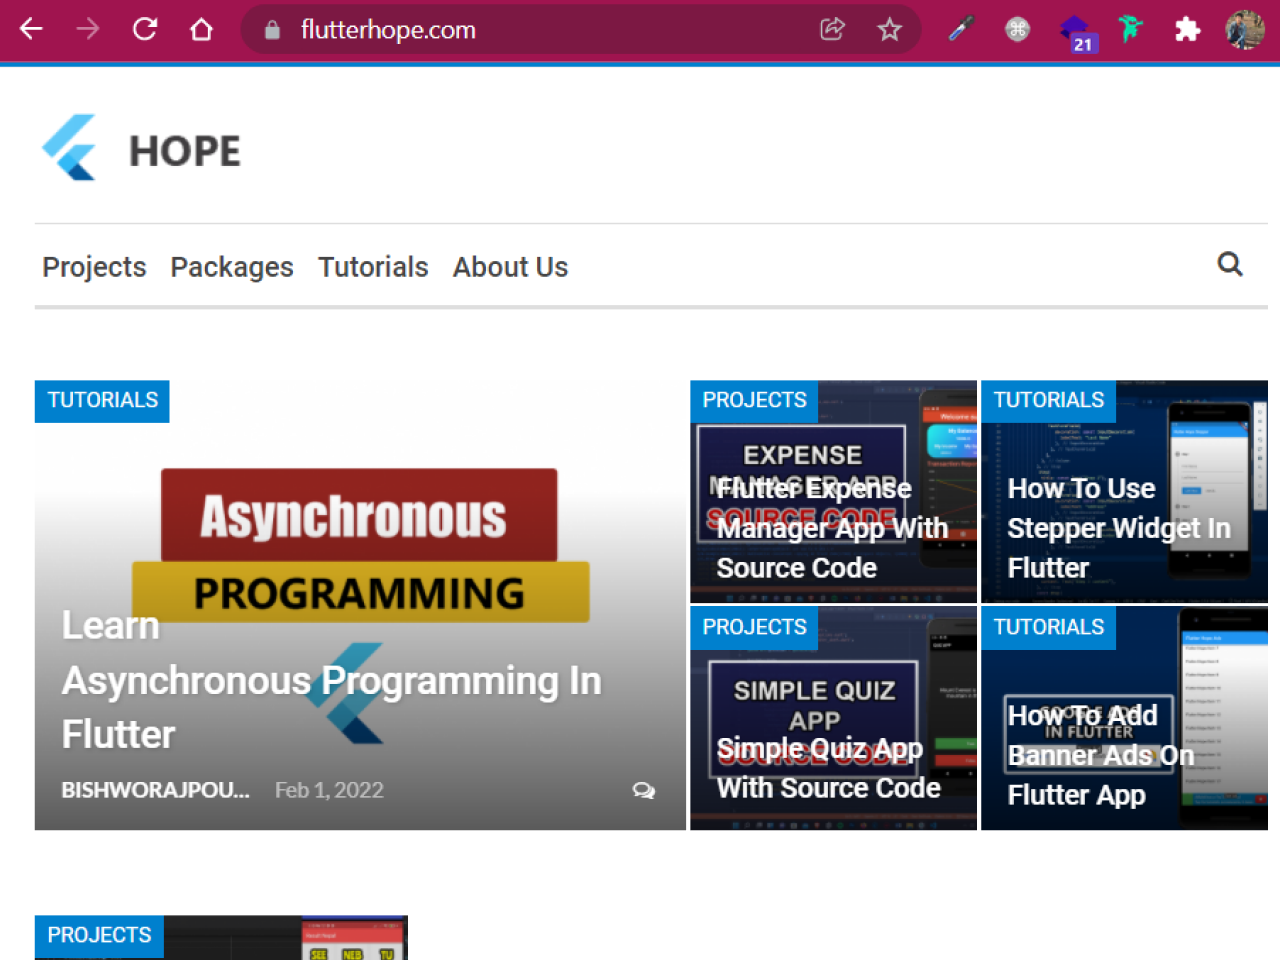 flutterhope.com
21
HOPE
Projects Packages Tutorials About Us
TUTORIALS
Asynchronous
PROGRAMMING
Learn
Asynchronous Programming In
Flutter
BISHWORAJPOU... Feb 1, 2022
PROJECTS
EXPENSE
MANAGER APP
SOURCE CODE
Flutter Expense
Manager App With
Source Code
TUTORIALS
How To Use
Stepper Widget In
Flutter
PROJECTS
SIMPLE QUIZ
APP
SOURCE CODE
Simple Quiz App
With Source Code
TUTORIALS
GOOGLE ADS
IN FLUTTER
How To Add
Banner Ads On
Flutter App
PROJECTS
SEE NEB TU